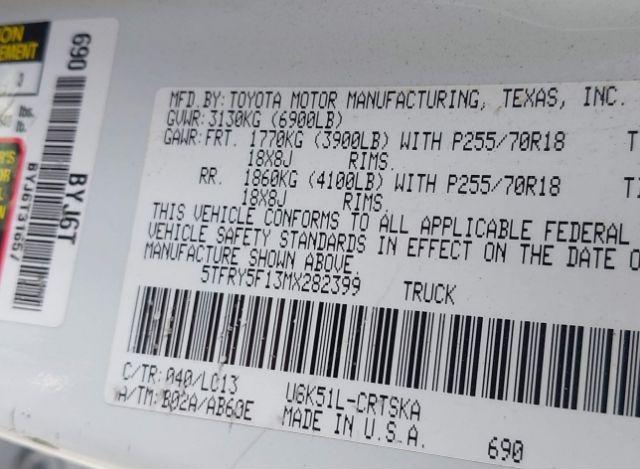 MFD.BY:TOYOTA MOTOR MANUFACTURING, TEXAS, INC.
GVWR:3130KG (6900LB)
GAWR:FRT. 1770KG (3900LB) WITH P255/70R18
18X8J RIMS.
RR. 1860KG (4100LB) WITH P255/70R18
18X8J RIMS.
THIS VEHICLE CONFORMS TO ALL APPLICABLE FEDERAL
VEHICLE SAFETY STANDARDS IN EFFECT ON THE DATE
MANUFACTURE SHOWN ABOVE.
5TFRY5F13MX282399 TRUCK
C/TR:040/LC13
A/TM:B02A/AB60E
U6K51L-CRTSKA
MADE IN U.S.A.
690
690
BYJ6T